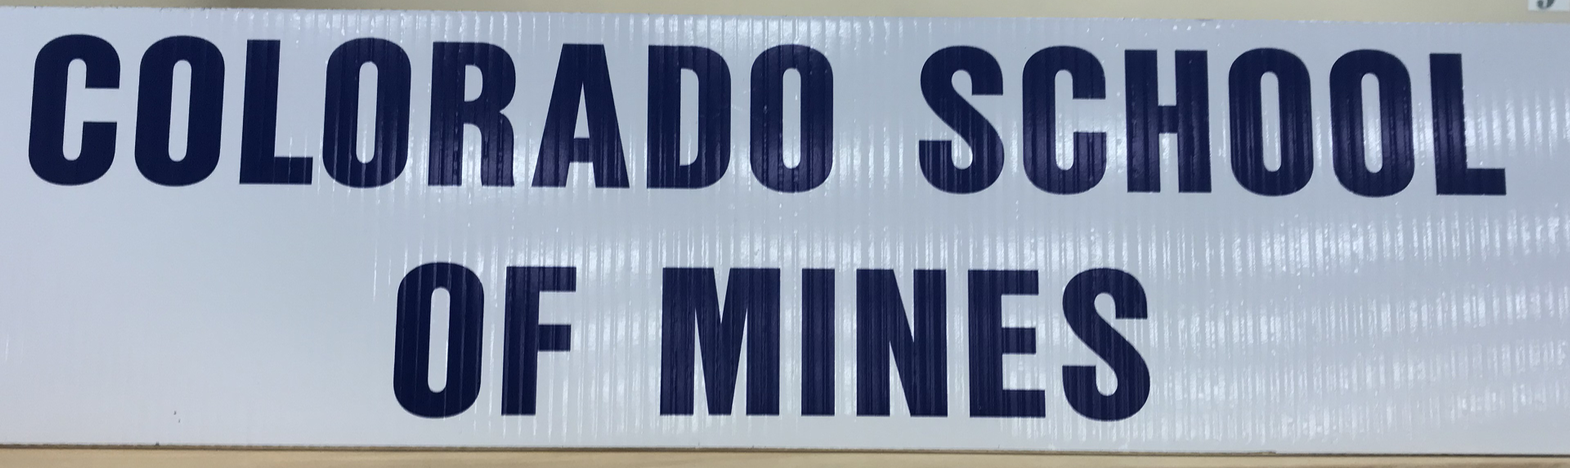 COLORADO SCHOOL
OF MINES